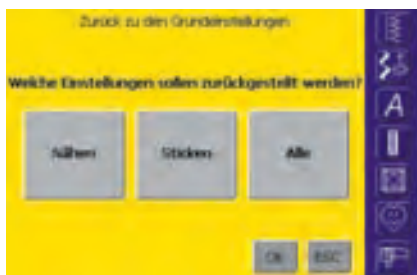 Zurück zu den Grundeinstellungen
Welche Einstellungen sollen zurückgestellt werden?
Nähen Sticken Alle
Ok ESC
A